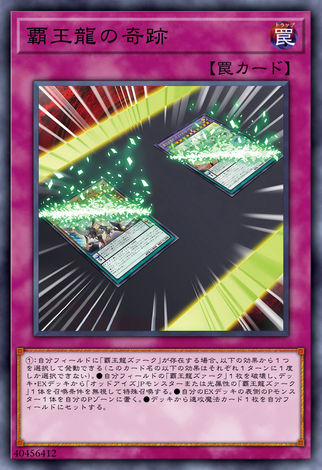 覇王龍の奇跡
トラップ
罠
【罠カード】
①：自分フィールドに「覇王龍ズァーク」が存在する場合、以下の効果から１つ
を選択して発動できる（このカード名の以下の効果はそれぞれ１ターンに１度
しか選択できない）。●自分フィールドの「覇王龍ズァーク」１枚を破壊し、デッ
キ・EXデッキから「オッドアイズ」Pモンスターまたは光属性の「覇王龍ズァーク
」１体を召喚条件を無視して特殊召喚する。●自分のEXデッキの表側のPモンス
ター１体を自分のPゾーンに置く。●デッキから速攻魔法カード１枚を自分フ
ィールドにセットする。
40456412